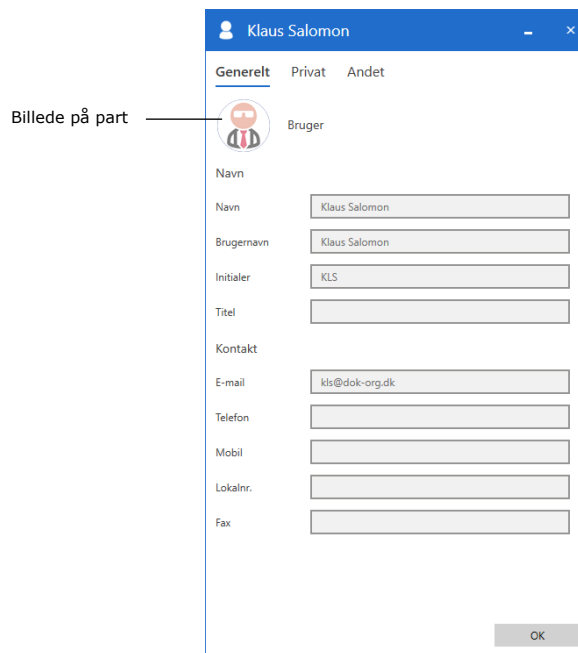 Klaus Salomon
Generelt Privat Andet
Billede på part
Bruger
Navn
Navn Klaus Salomon
Brugernavn Klaus Salomon
Initialer KLS
Titel
Kontakt
E-mail kls@dok-org.dk
Telefon
Mobil
Lokalnr.
Fax
OK